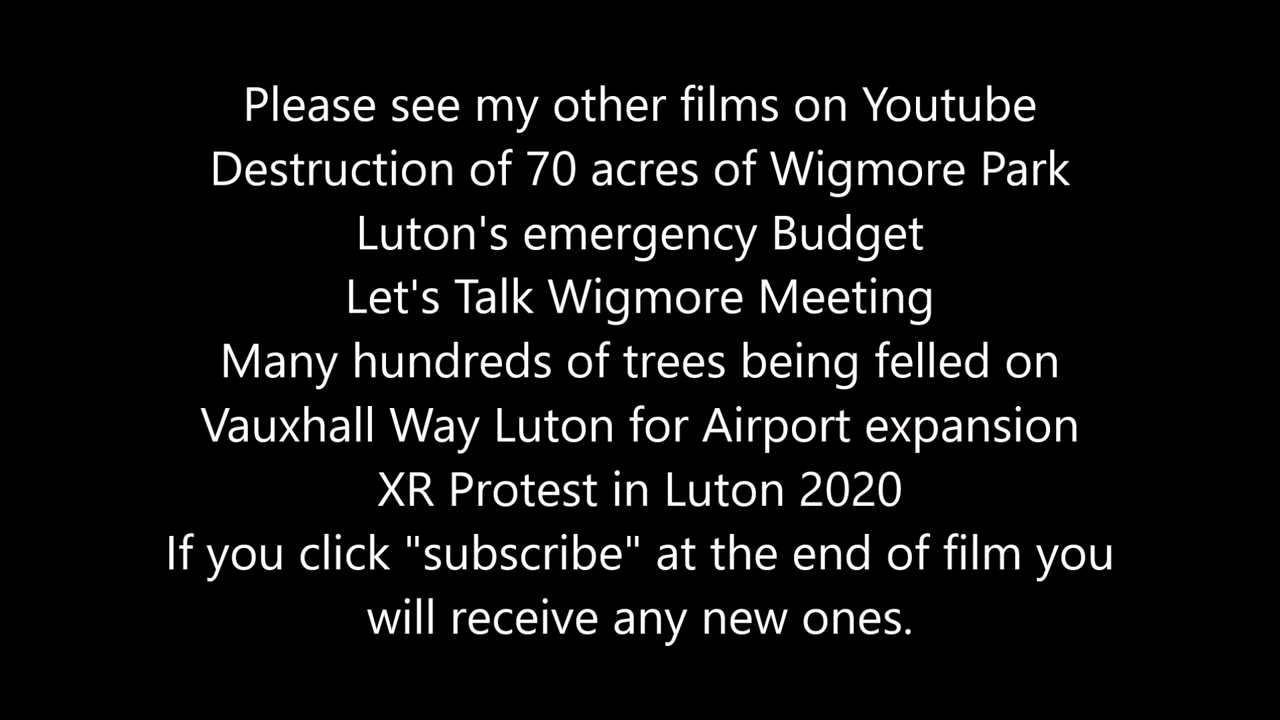 Please see my other films on Youtube
Destruction of 70 acres of Wigmore Park
Luton's emergency Budget
Let's Talk Wigmore Meeting
Many hundreds of trees being felled on
Vauxhall Way Luton for Airport expansion
XR Protest in Luton 2020
If you click "subscribe" at the end of film you
will receive any new ones.